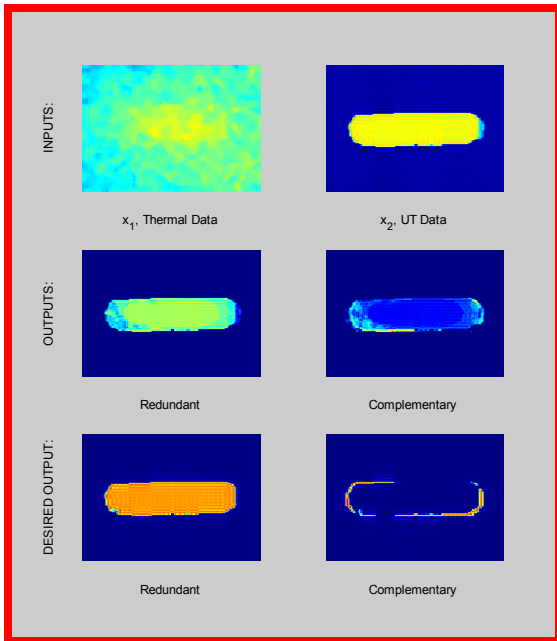 INPUTS:
x1, Thermal Data
x2, UT Data
OUTPUTS:
Redundant
Complementary
DESIRED OUTPUT:
Redundant
Complementary